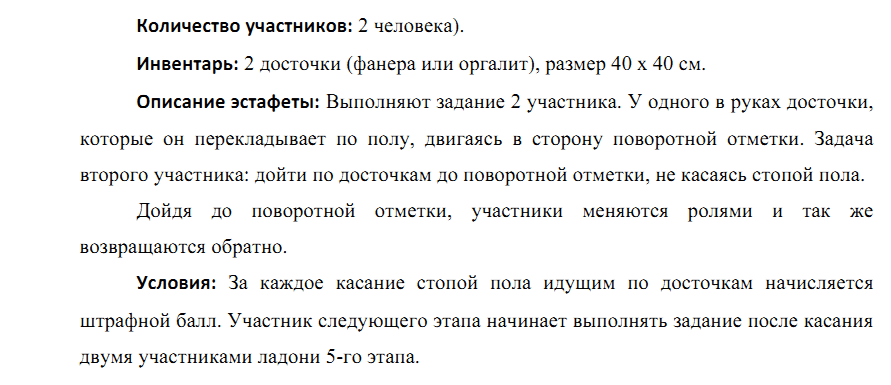 Количество участников: 2 человека).
Инвентарь: 2 досточки (фанера или оргалит), размер 40 х 40 см.
Описание эстафеты: Выполняют задание 2 участника. У одного в руках досточки,
которые он перекладывает по полу, двигаясь в сторону поворотной отметки. Задача
второго участника: дойти по досточкам до поворотной отметки, не касаясь стопой пола.
Дойдя до поворотной отметки, участники меняются ролями и так же
возвращаются обратно.
Условия: За каждое касание стопой пола идущим по досточкам начисляется
штрафной балл. Участник следующего этапа начинает выполнять задание после касания
двумя участниками ладони 5-го этапа.